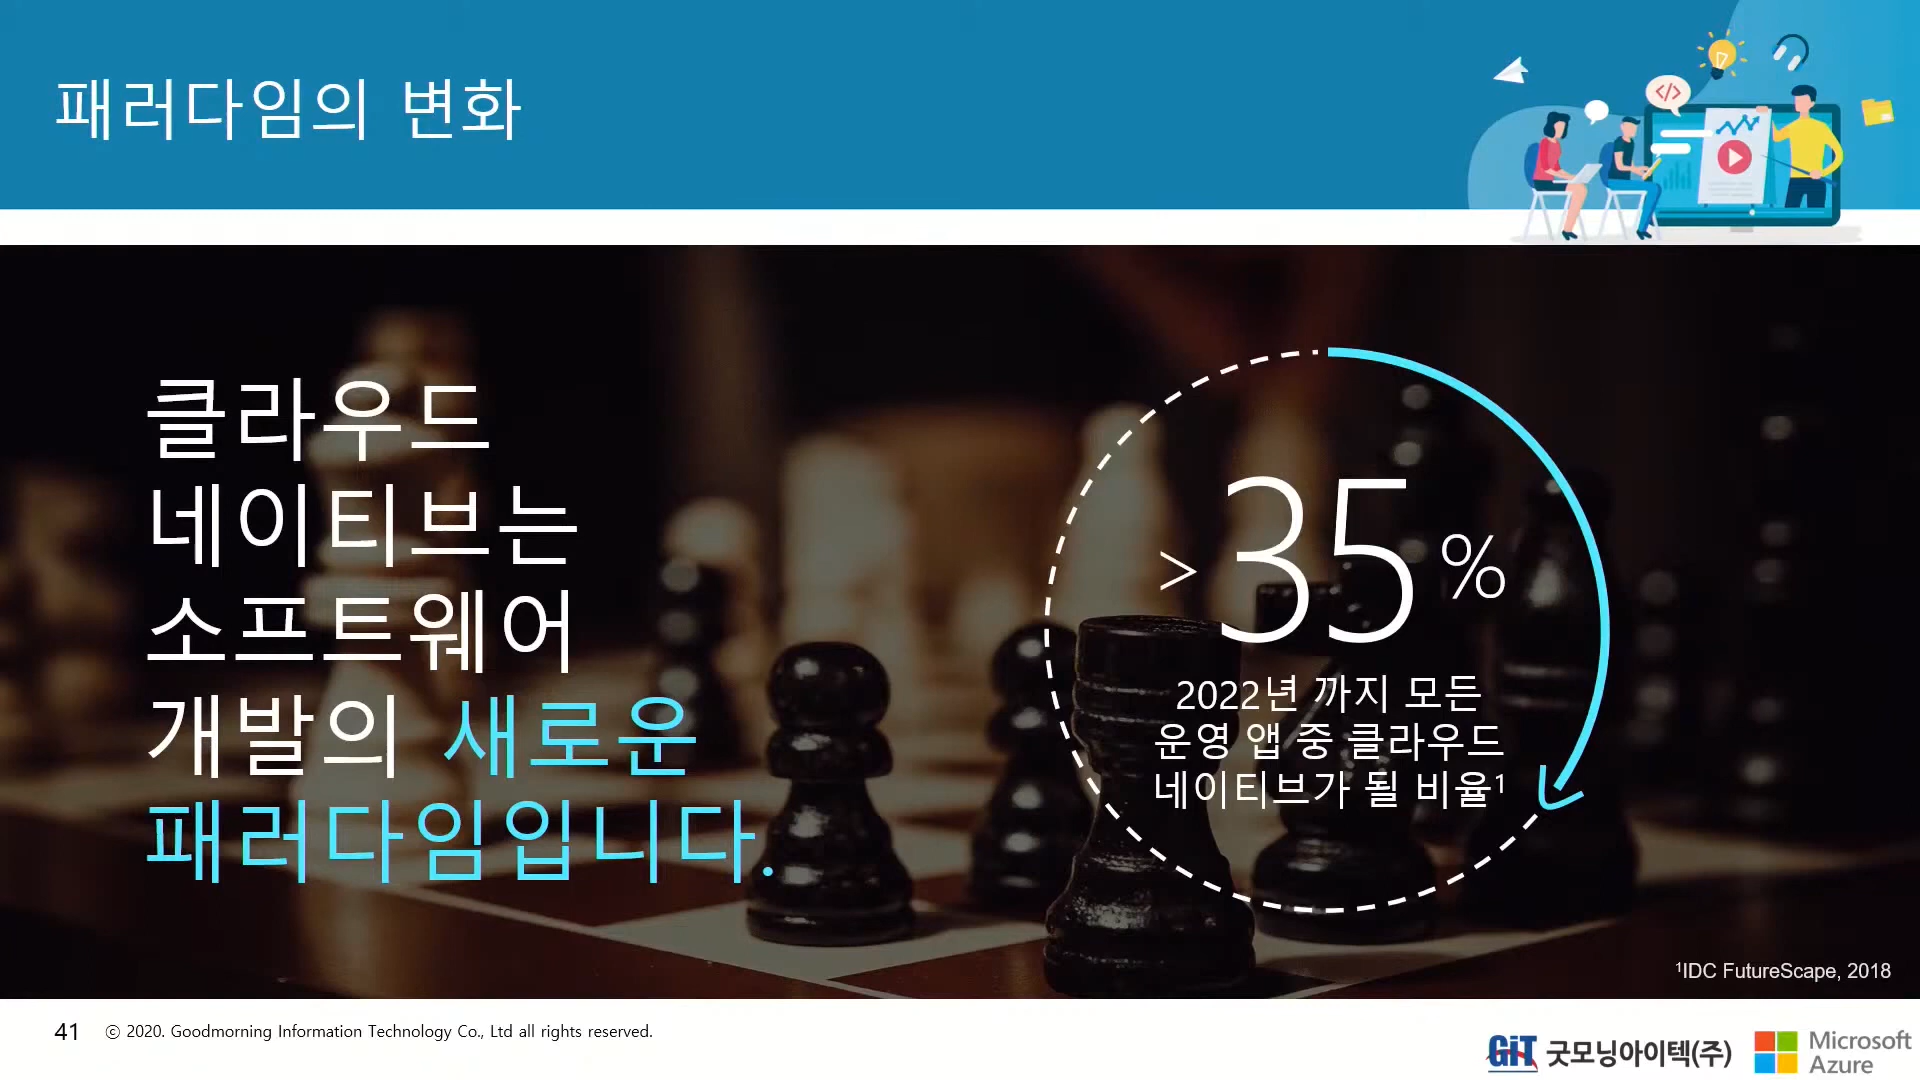 패러다임의 변화
</>
클라우드
네이티브는
소프트웨어
개발의 새로운
패러다임입니다.
>35%
2022년 까지 모든
운영 앱 중 클라우드
네이티브가 될 비율¹
¹IDC FutureScape, 2018
41 ⓒ 2020. Goodmorning Information Technology Co., Ltd all rights reserved.
GiT 굿모닝아이텍(주)
Microsoft
Azure